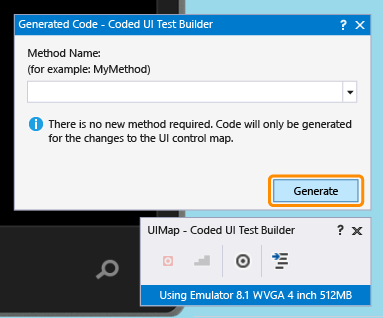 Generated Code - Coded UI Test Builder
Method Name:
(for example: MyMethod)
There is no new method required. Code will only be generated
for the changes to the UI control map.
Generate
UIMap - Coded UI Test Builder
Using Emulator 8.1 WVGA 4 inch 512MB